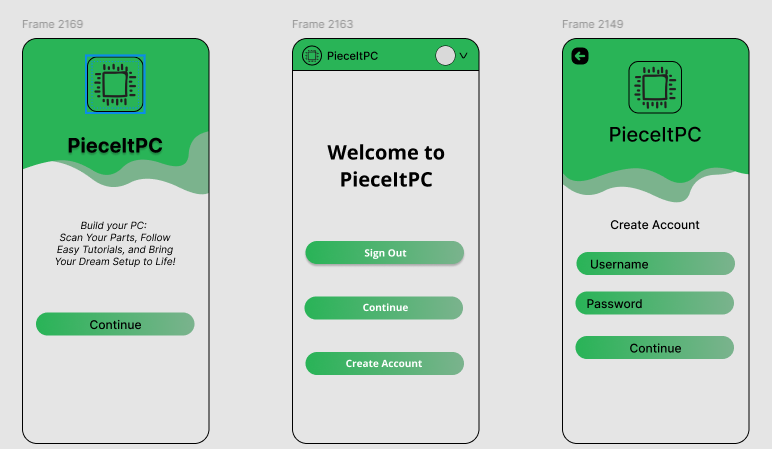 Frame 2169
PieceItPC
Build your PC:
Scan Your Parts, Follow
Easy Tutorials, and Bring
Your Dream Setup to Life!
Continue
Frame 2163
PieceItPC
Welcome to
PieceItPC
Sign Out
Continue
Create Account
Frame 2149
PieceItPC
Create Account
Username
Password
Continue